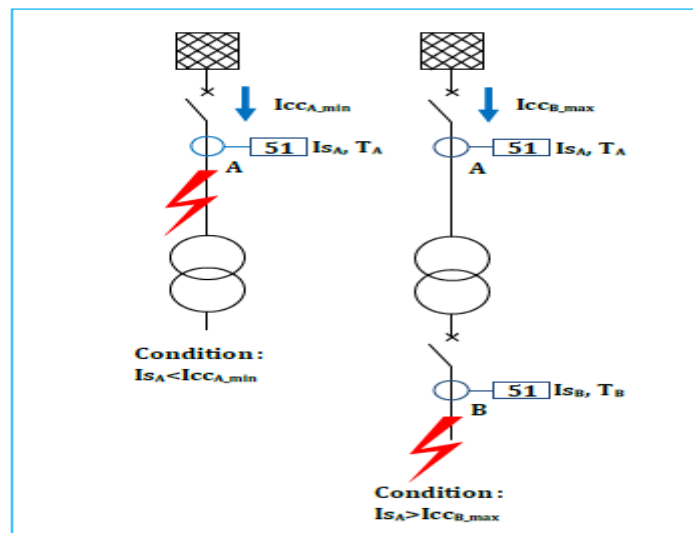 IccA_min
51 IsA, TA
A
Condition :
IsA<IccA_min
IccB_max
51 IsA, TA
A
51 IsB, TB
B
Condition :
IsA>IccB_max